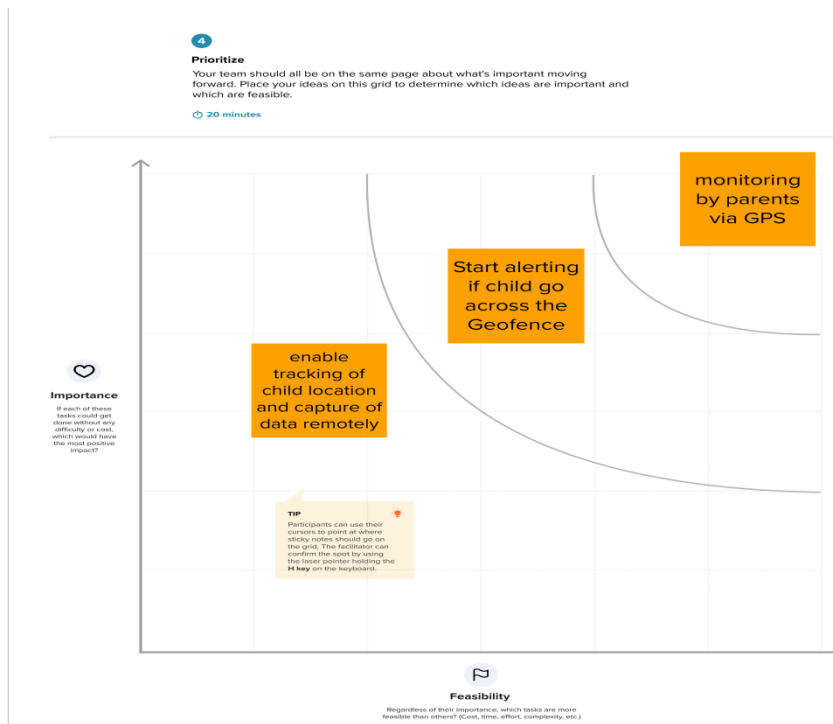 4
Prioritize
Your team should all be on the same page about what's important moving
forward. Place your ideas on this grid to determine which ideas are important and
which are feasible.
20 minutes
monitoring
by parents
via GPS
Start alerting
if child go
across the
Geofence
enable
tracking of
child location
and capture of
data remotely
Importance
If each of these
tasks could get
done without any
difficulty or cost,
which would have
the most positive
impact?
TIP
Participants can use their
cursors to point at where
sticky notes should go on
the grid. The facilitator can
confirm the spot by using
the laser pointer holding the
H key on the keyboard.
Feasibility
Regardless of their importance, which tasks are more
feasible than others? (Cost, time, effort, complexity, etc.)